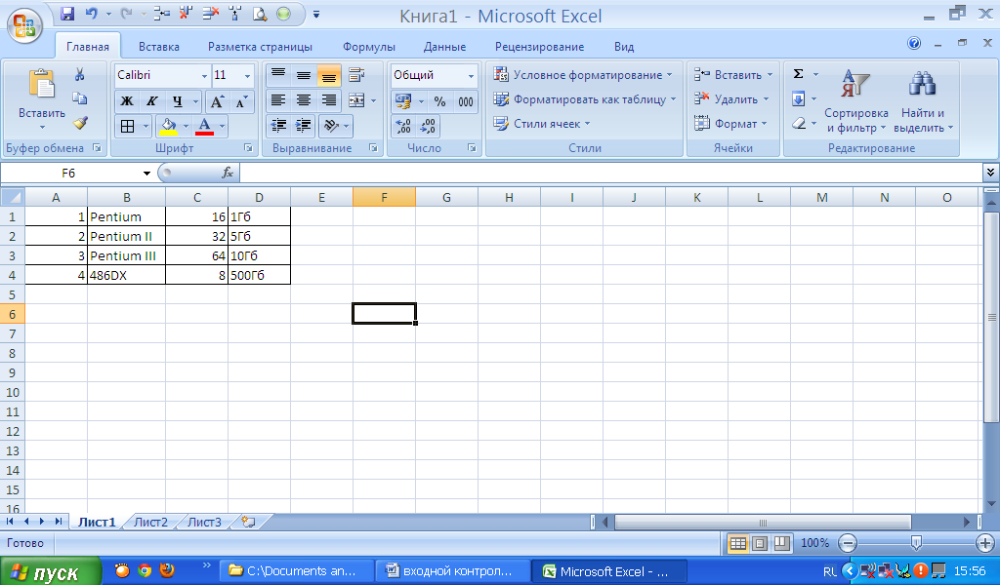 Книга1 - Microsoft Excel
Главная Вставка Разметка страницы Формулы Данные Рецензирование Вид
Вставить
Буфер обмена
Calibri 11
Ж К Ч А А
А
Шрифт
Выравнивание
Общий
% 000
,00 ,00
Число
Условное форматирование
Форматировать как таблицу
Стили ячеек
Стили
Вставить
Удалить
Формат
Ячейки
Σ
Сортировка и фильтр
Найти и выделить
Редактирование
F6 fx
A B C D E F G H I J K L M N O
1 1 Pentium 16 1Гб
2 2 Pentium II 32 5Гб
3 3 Pentium III 64 10Гб
4 4 486DX 8 500Гб
5
6
7
8
9
10
11
12
13
14
15
16
Лист1 Лист2 Лист3
Готово 100%
пуск C:\Documents an... входной контрол... Microsoft Excel - ... RL 15:56